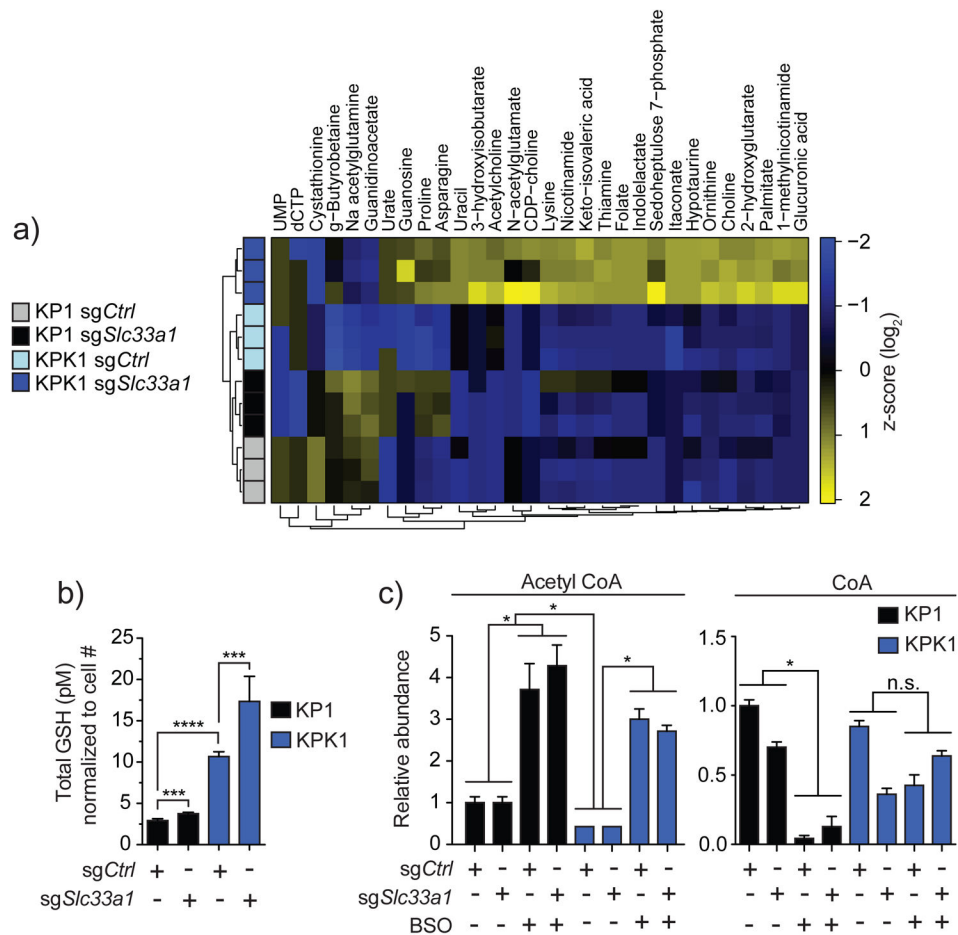 a)
UMP
dCTP
Cystathionine
g-Butyrobetaine
Na acetylglutamine
Guanidinoacetate
Urate
Guanosine
Proline
Asparagine
Uracil
3-hydroxyisobutarate
Acetylcholine
N-acetylglutamate
CDP-choline
Lysine
Nicotinamide
Keto-isovaleric acid
Thiamine
Folate
Indolelactate
Sedoheptulose 7-phosphate
Itaconate
Hypotaurine
Ornithine
Choline
2-hydroxyglutarate
Palmitate
1-methylnicotinamide
Glucuronic acid
KP1 sgCtrl
KP1 sgSlc33a1
KPK1 sgCtrl
KPK1 sgSlc33a1
-2
-1
0
1
2
z-score (log2)
b)
Total GSH (pM)
normalized to cell #
25
20
15
10
5
0
***
****
***
KP1
KPK1
sgCtrl + - + -
sgSlc33a1 - + - +
c)
Acetyl CoA
Relative abundance
5
4
3
2
1
0
*
*
*
sgCtrl + - + - + - + -
sgSlc33a1 - + - + - + - +
BSO - - + + - - + +
CoA
KP1
KPK1
1.5
1.0
0.5
0.0
*
n.s.
+ - + - + - + -
- + - + - + - +
- - + + - - + +